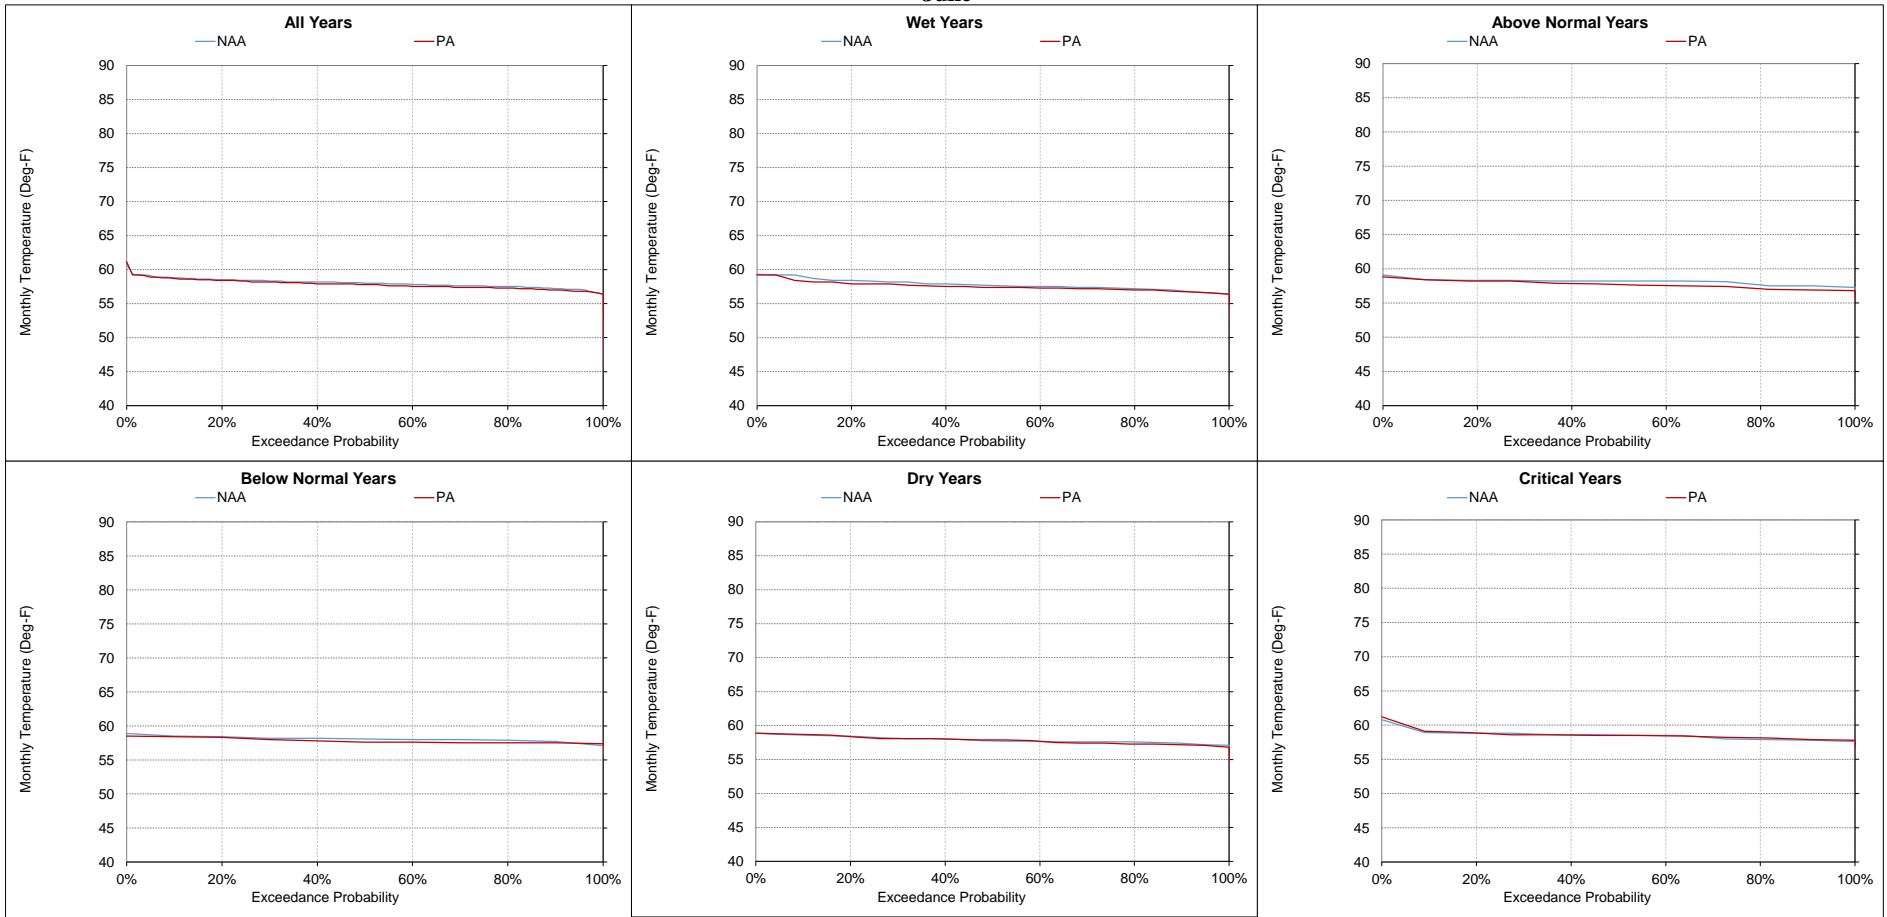 All Years
NAA PA
90
85
80
75
70
65
60
55
50
45
40
0% 20% 40% 60% 80% 100%
Monthly Temperature (Deg-F)
Exceedance Probability
Wet Years
NAA PA
90
85
80
75
70
65
60
55
50
45
40
0% 20% 40% 60% 80% 100%
Monthly Temperature (Deg-F)
Exceedance Probability
Above Normal Years
NAA PA
90
85
80
75
70
65
60
55
50
45
40
0% 20% 40% 60% 80% 100%
Monthly Temperature (Deg-F)
Exceedance Probability
Below Normal Years
NAA PA
90
85
80
75
70
65
60
55
50
45
40
0% 20% 40% 60% 80% 100%
Monthly Temperature (Deg-F)
Exceedance Probability
Dry Years
NAA PA
90
85
80
75
70
65
60
55
50
45
40
0% 20% 40% 60% 80% 100%
Monthly Temperature (Deg-F)
Exceedance Probability
Critical Years
NAA PA
90
85
80
75
70
65
60
55
50
45
40
0% 20% 40% 60% 80% 100%
Monthly Temperature (Deg-F)
Exceedance Probability